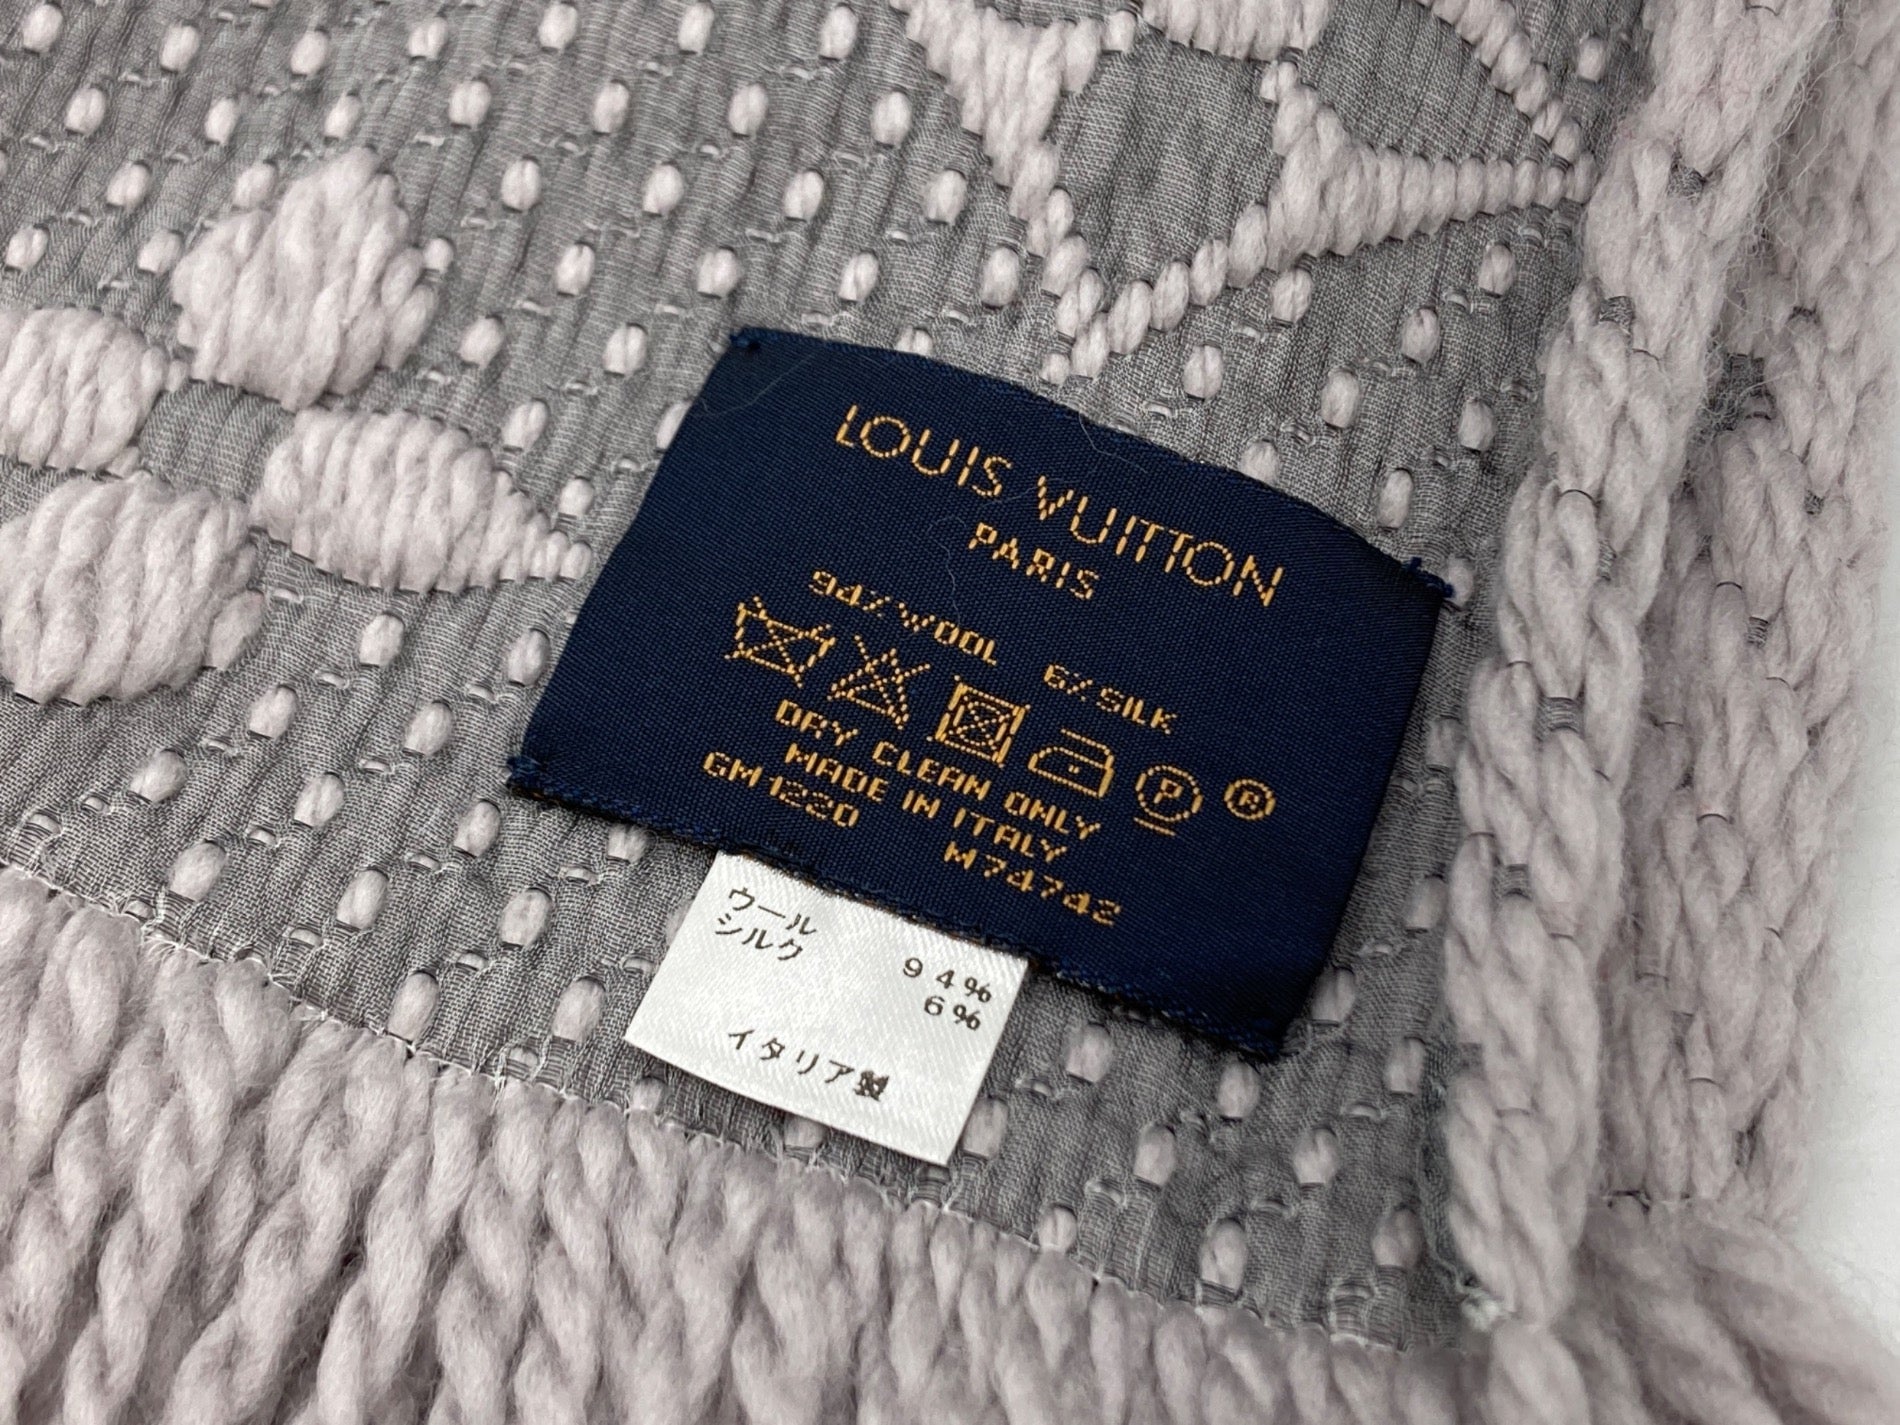 LOUIS VUITTON
PARIS
94% WOOL 6% SILK
P ®
DRY CLEAN ONLY
MADE IN ITALY
GM1220 M74742
ウール 94%
シルク 6%
イタリア製